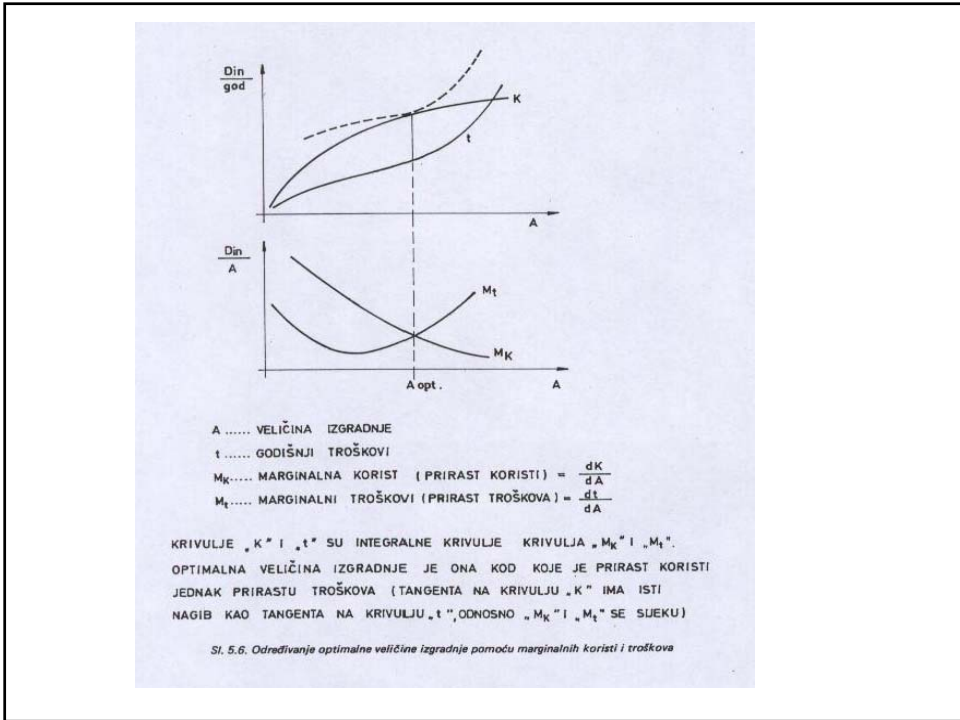 Din
god
K
t
A
Din
A
Mt
MK
A opt.
A
A ...... VELIČINA IZGRADNJE
t ...... GODIŠNJI TROŠKOVI
MK..... MARGINALNA KORIST (PRIRAST KORISTI) = dK
dA
Mt..... MARGINALNI TROŠKOVI (PRIRAST TROŠKOVA) = dt
dA
KRIVULJE „K" I „t" SU INTEGRALNE KRIVULJE KRIVULJA „MK" I „Mt".
OPTIMALNA VELIČINA IZGRADNJE JE ONA KOD KOJE JE PRIRAST KORISTI
JEDNAK PRIRASTU TROŠKOVA (TANGENTA NA KRIVULJU „K" IMA ISTI
NAGIB KAO TANGENTA NA KRIVULJU „t", ODNOSNO „MK" I „Mt" SE SIJEKU)
Sl. 5.6. Određivanje optimalne veličine izgradnje pomoću marginalnih koristi i troškova